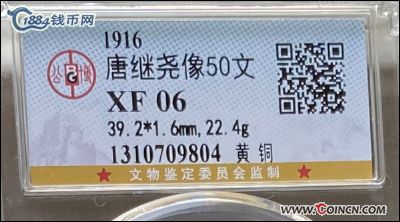 1884钱币网
1916
公博
唐继尧像50文
XF 06
39.2*1.6mm,22.4g
1310709804 黄铜
文物鉴定委员会监制
www.COINCN.com